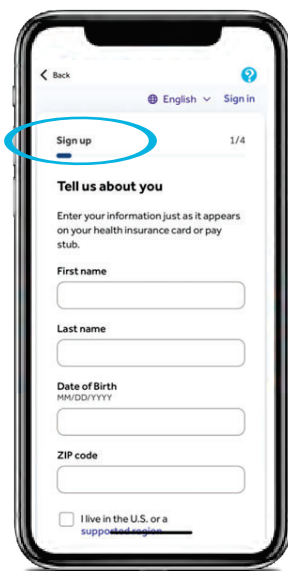 Back ?
English Sign in
Sign up 1/4
Tell us about you
Enter your information just as it appears
on your health insurance card or pay
stub.
First name
Last name
Date of Birth
MM/DD/YYYY
ZIP code
I live in the U.S. or a
supported region